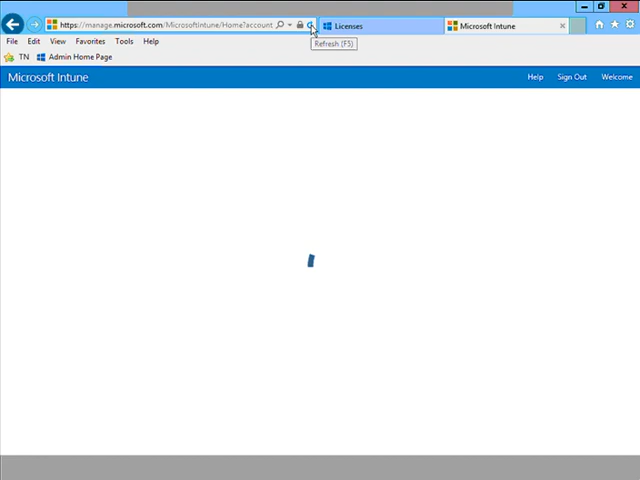 https://manage.microsoft.com/MicrosoftIntune/Home?account
Licenses
Microsoft Intune
Refresh (F5)
File Edit View Favorites Tools Help
TN Admin Home Page
Microsoft Intune
Help Sign Out Welcome